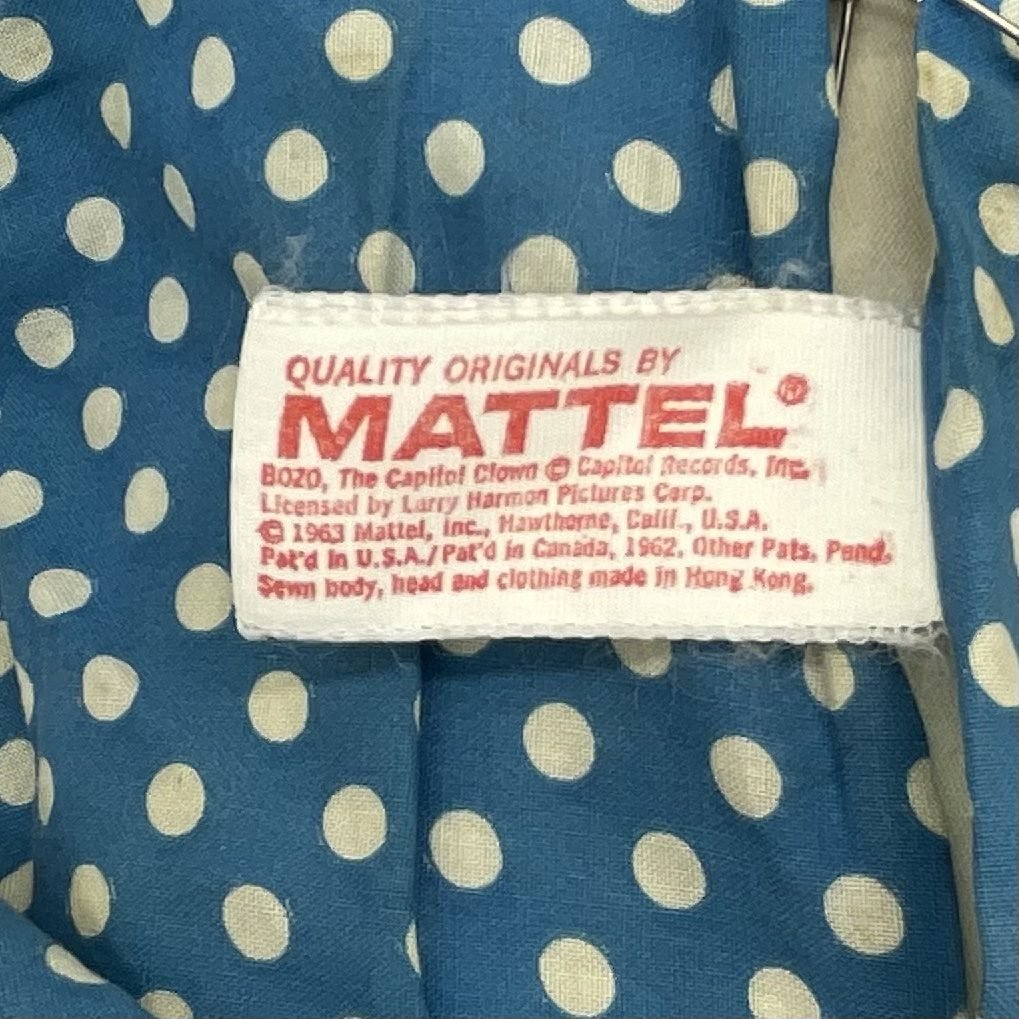 QUALITY ORIGINALS BY
MATTEL®
BOZO, The Capitol Clown © Capitol Records, Inc.
Licensed by Larry Harmon Pictures Corp.
© 1963 Mattel, Inc., Hawthorne, Calif., U.S.A.
Pat'd in U.S.A./Pat'd in Canada, 1962. Other Pats. Pend.
Sewn body, head and clothing made in Hong Kong.